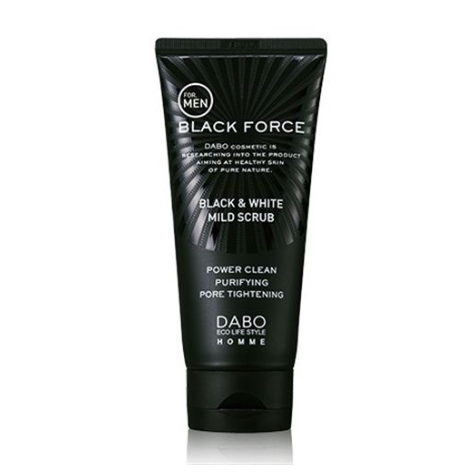 FOR
MEN
BLACK FORCE
DABO COSMETIC IS
RESEARCHING INTO THE PRODUCT
AIMING AT HEALTHY SKIN
OF PURE NATURE.
BLACK & WHITE
MILD SCRUB
POWER CLEAN
PURIFYING
PORE TIGHTENING
DABO
ECO LIFE STYLE
HOMME